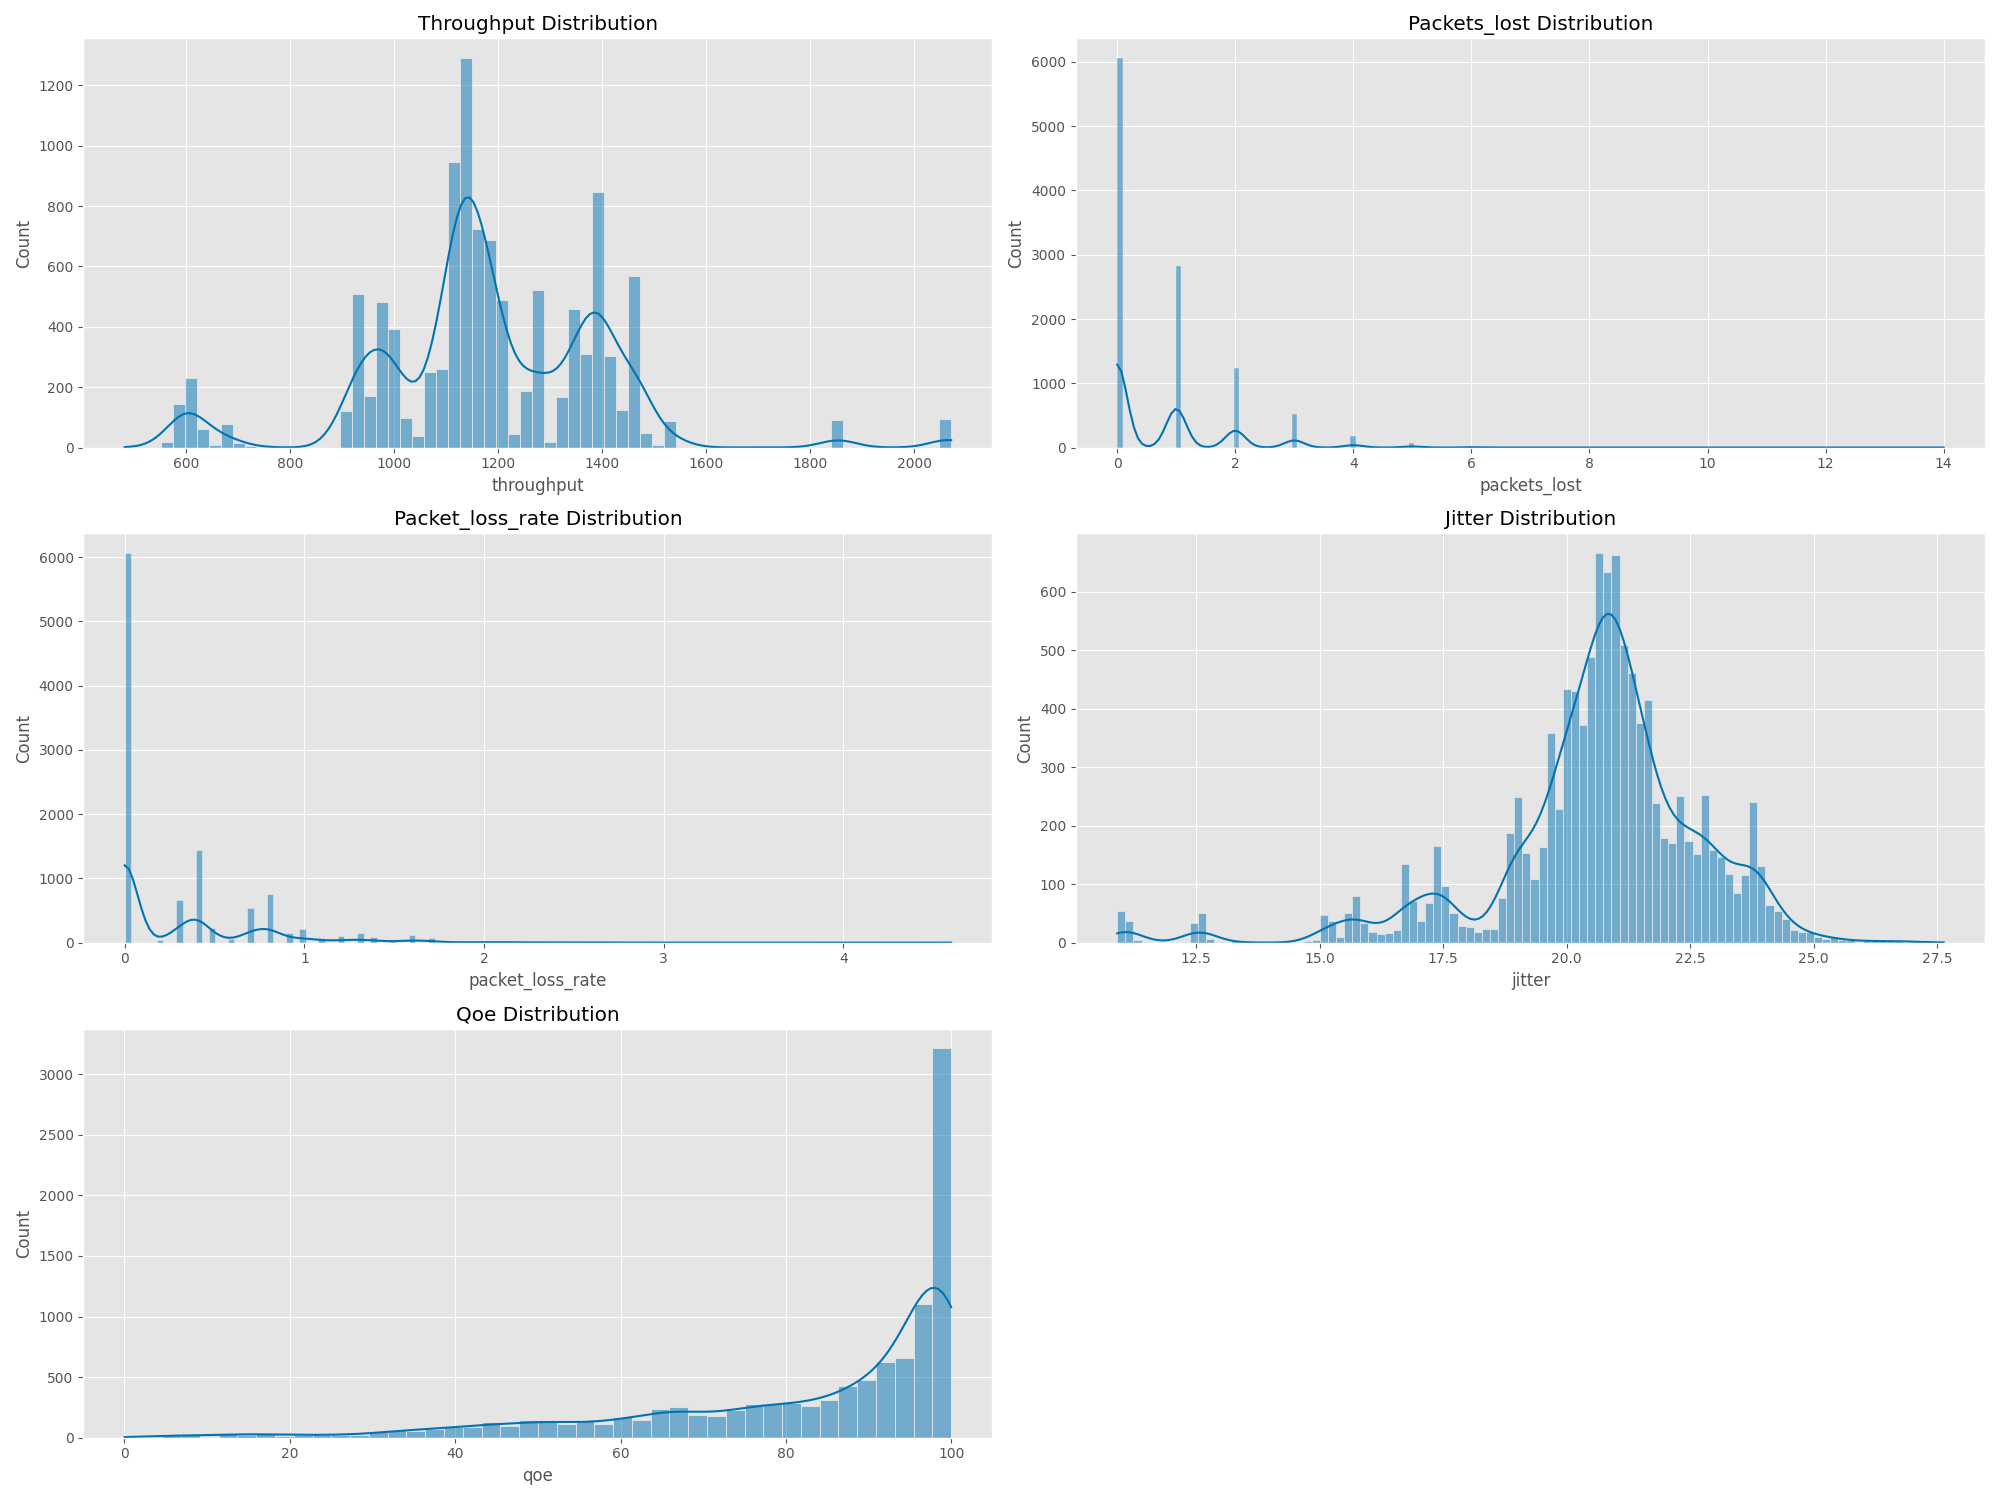 Throughput Distribution
Count
1200
1000
800
600
400
200
0
600 800 1000 1200 1400 1600 1800 2000
throughput
Packets_lost Distribution
Count
6000
5000
4000
3000
2000
1000
0
0 2 4 6 8 10 12 14
packets_lost
Packet_loss_rate Distribution
Count
6000
5000
4000
3000
2000
1000
0
0 1 2 3 4
packet_loss_rate
Jitter Distribution
Count
600
500
400
300
200
100
0
12.5 15.0 17.5 20.0 22.5 25.0 27.5
jitter
Qoe Distribution
Count
3000
2500
2000
1500
1000
500
0
0 20 40 60 80 100
qoe